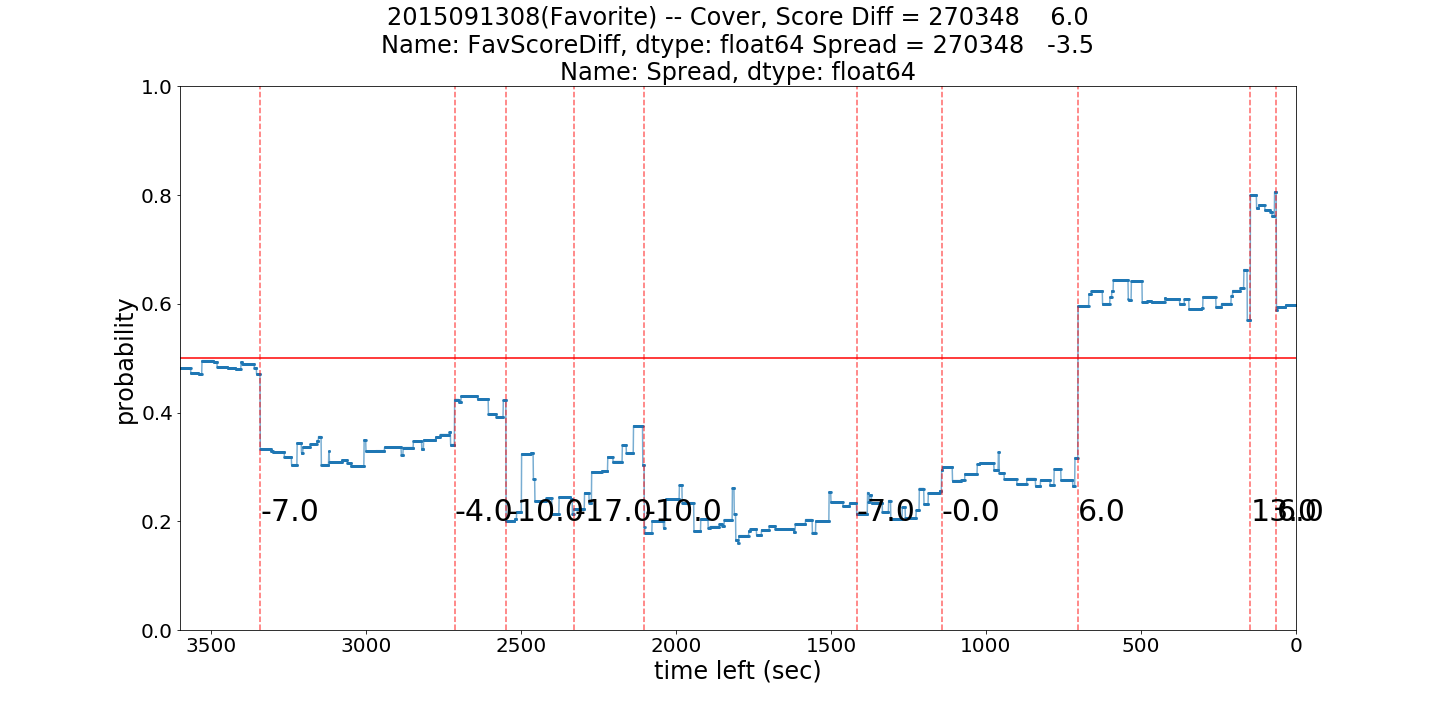 2015091308(Favorite) -- Cover, Score Diff = 270348    6.0
Name: FavScoreDiff, dtype: float64 Spread = 270348   -3.5
Name: Spread, dtype: float64
1.0
0.8
0.6
0.4
0.2
0.0
probability
-7.0
-4.0
-10.0
-17.0
-10.0
-7.0
-0.0
6.0
13.0
6.0
3500 3000 2500 2000 1500 1000 500 0
time left (sec)